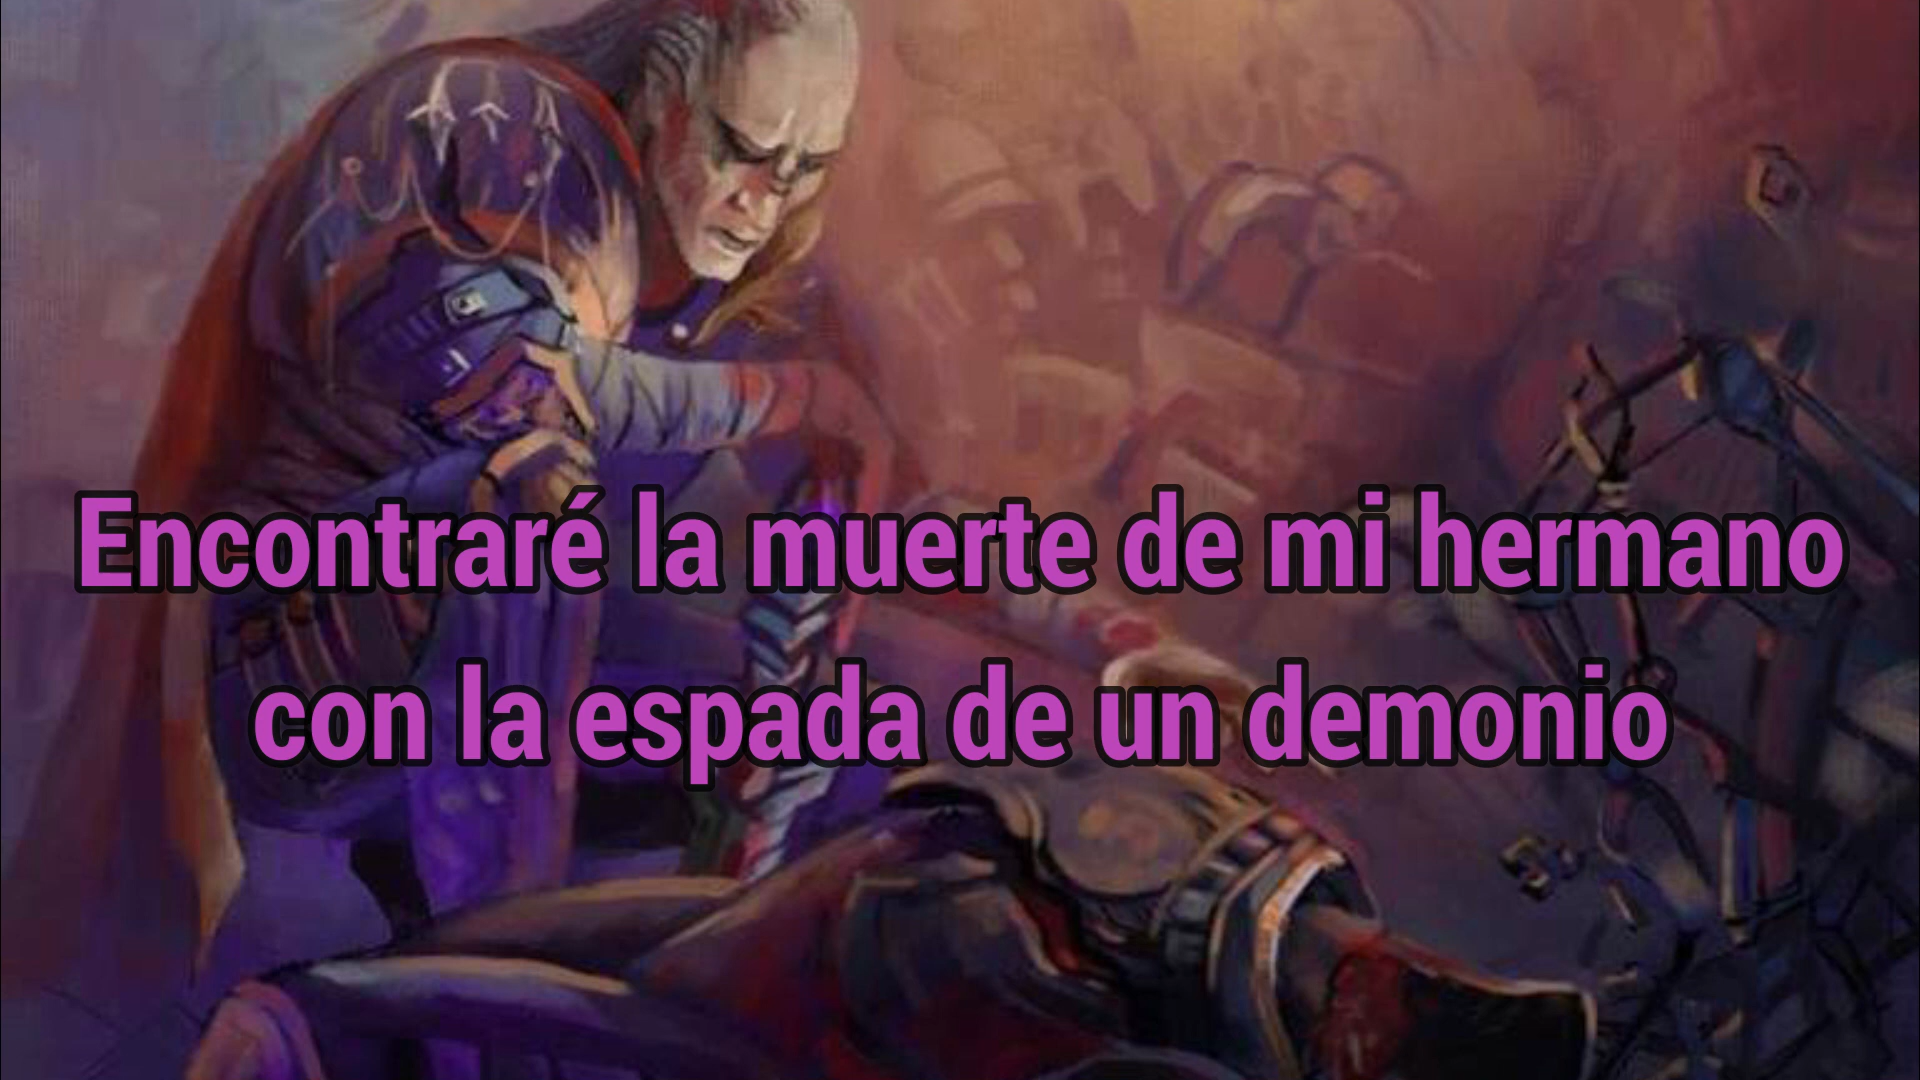 Encontraré la muerte de mi hermano
con la espada de un demonio